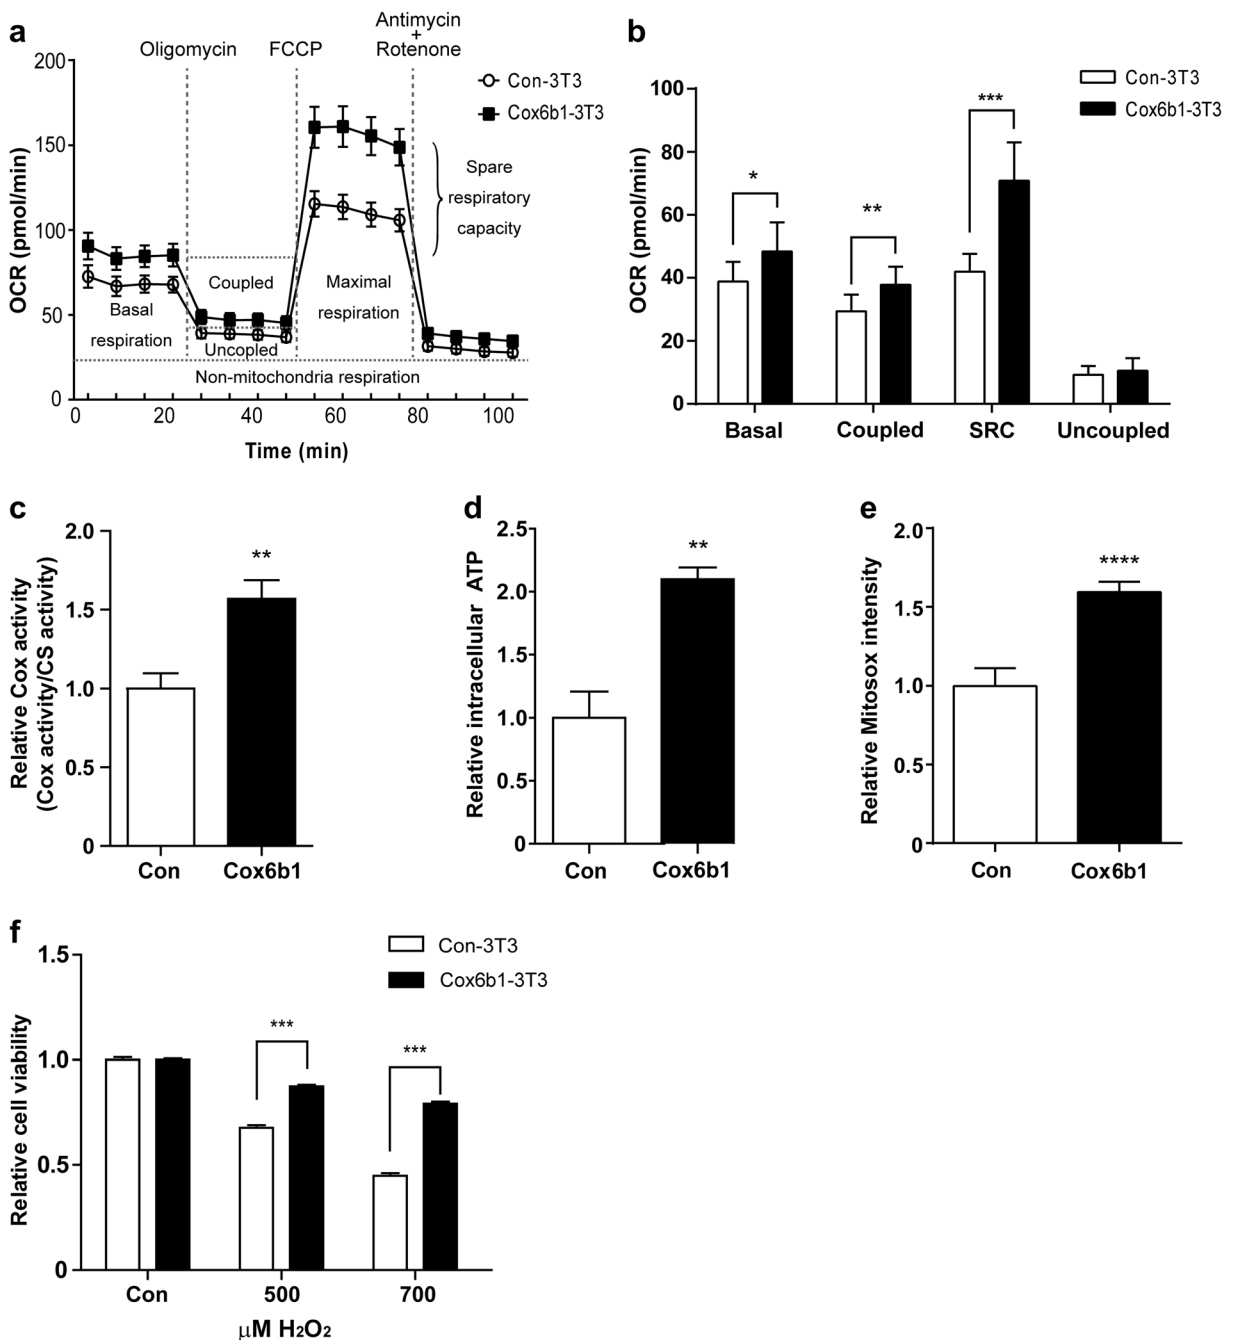 a
Oligomycin
FCCP
Antimycin
+
Rotenone
OCR (pmol/min)
200
150
100
50
0
Con-3T3
Cox6b1-3T3
Spare
respiratory
capacity
Coupled
Maximal
respiration
Basal
respiration
Uncopled
Non-mitochondria respiration
0 20 40 60 80 100
Time (min)
b
OCR (pmol/min)
100
80
60
40
20
0
Con-3T3
Cox6b1-3T3
*
**
***
Basal
Coupled
SRC
Uncoupled
c
Relative Cox activity
(Cox activity/CS activity)
2.0
1.5
1.0
0.5
0
**
Con
Cox6b1
d
Relative intracellular ATP
2.5
2.0
1.5
1.0
0.5
0
**
Con
Cox6b1
e
Relative Mitosox intensity
2.0
1.5
1.0
0.5
0
****
Con
Cox6b1
f
Relative cell viability
1.5
1.0
0.5
0
Con-3T3
Cox6b1-3T3
***
***
Con
500
700
μM H₂O₂